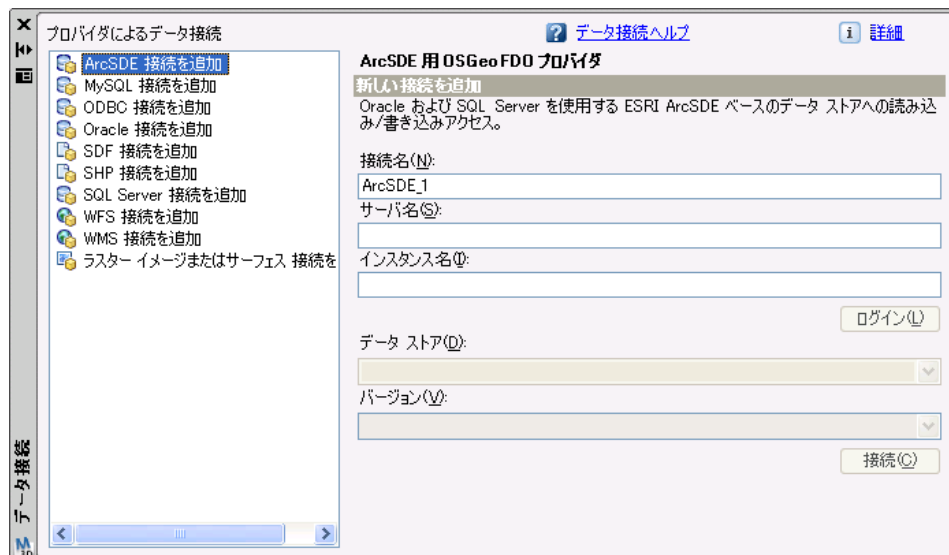 プロバイダによるデータ接続
データ接続ヘルプ
詳細
ArcSDE 接続を追加
MySQL 接続を追加
ODBC 接続を追加
Oracle 接続を追加
SDF 接続を追加
SHP 接続を追加
SQL Server 接続を追加
WFS 接続を追加
WMS 接続を追加
ラスター イメージまたはサーフェス 接続を
ArcSDE 用 OSGeo FDO プロバイダ
新しい接続を追加
Oracle および SQL Server を使用する ESRI ArcSDE ベースのデータ ストアへの読み込
み/書き込みアクセス。
接続名(N):
ArcSDE_1
サーバ名(S):
インスタンス名(I):
ログイン(L)
データ ストア(D):
バージョン(V):
接続(C)
データ接続